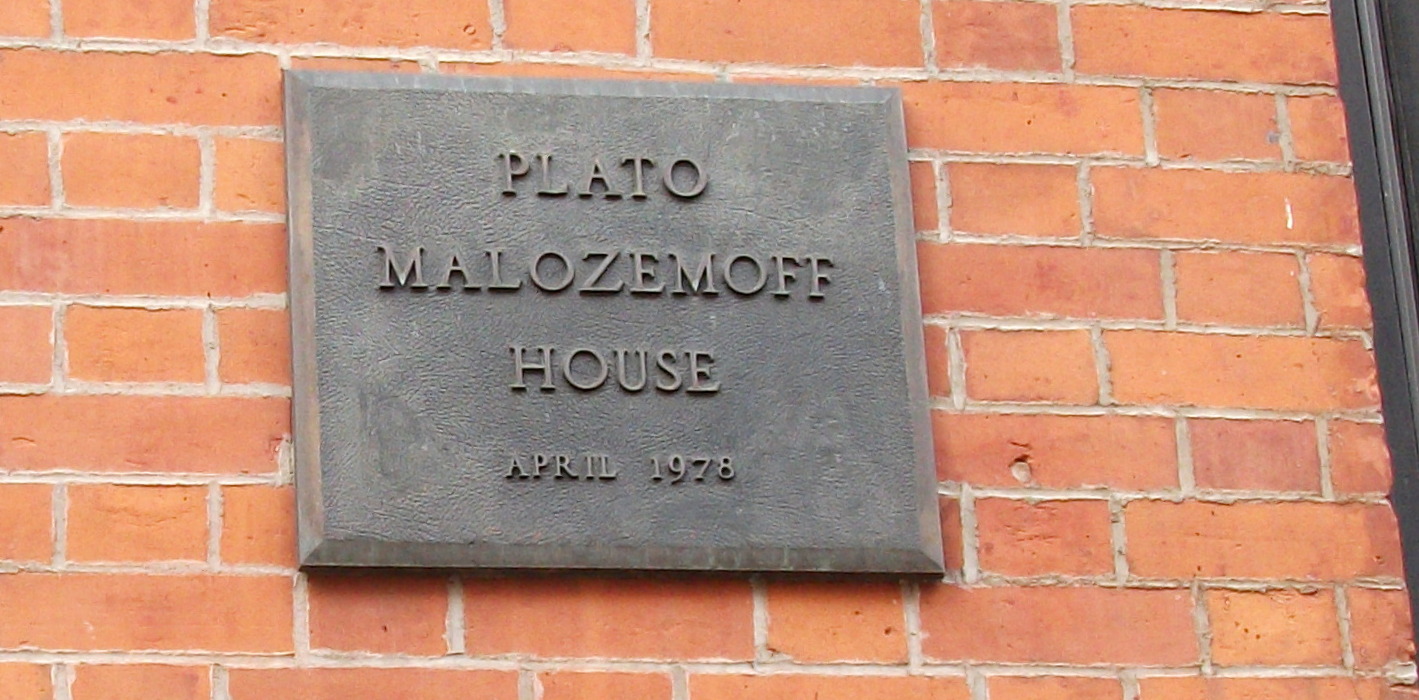 PLATO
MALOZEMOFF
HOUSE
APRIL 1978